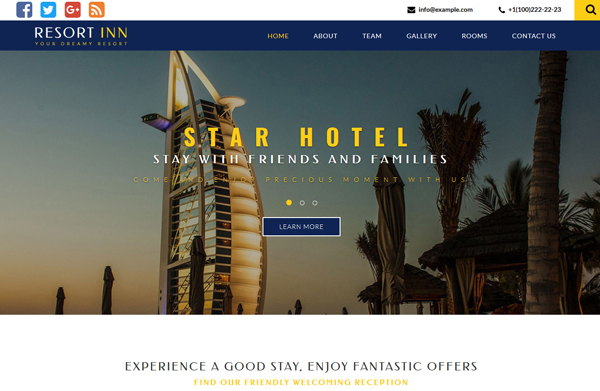 info@example.com
+1(100)222-22-23
RESORT INN
YOUR DREAMY RESORT
HOME
ABOUT
TEAM
GALLERY
ROOMS
CONTACT US
STAR HOTEL
STAY WITH FRIENDS AND FAMILIES
COME AND ENJOY PRECIOUS MOMENT WITH US
LEARN MORE
EXPERIENCE A GOOD STAY, ENJOY FANTASTIC OFFERS
FIND OUR FRIENDLY WELCOMING RECEPTION